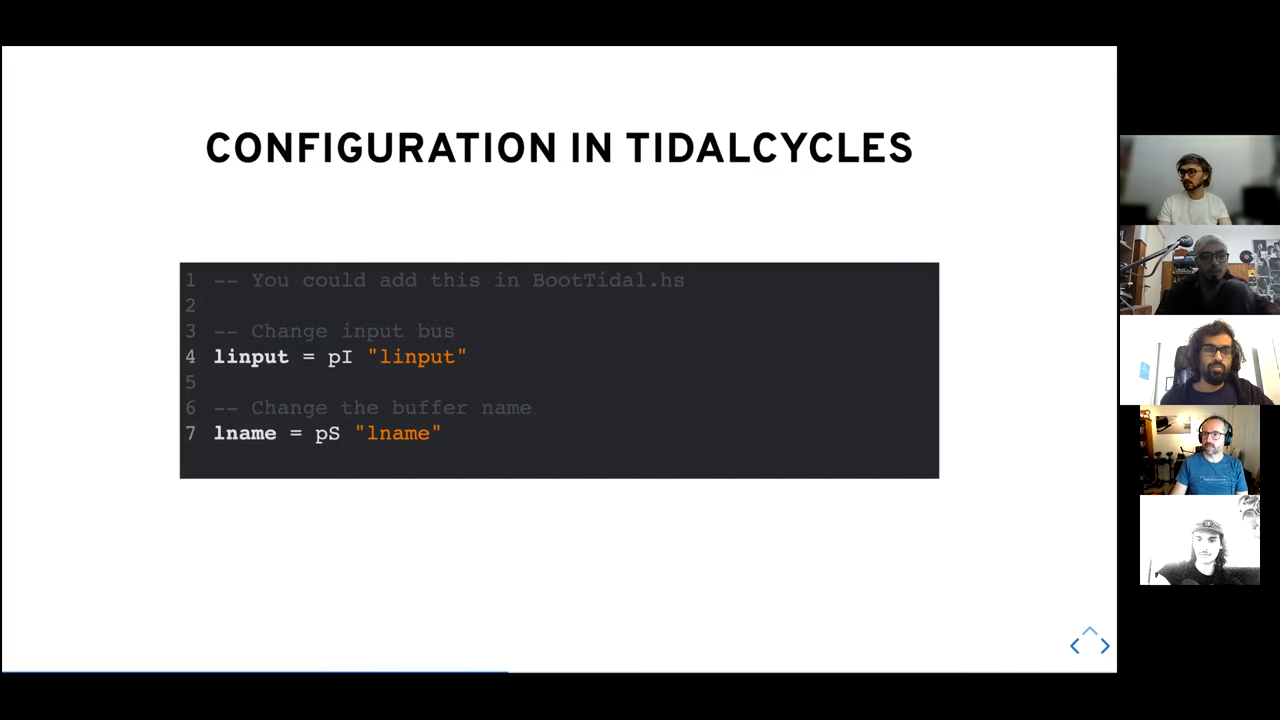 CONFIGURATION IN TIDALCYCLES
1 -- You could add this in BootTidal.hs
2
3 -- Change input bus
4 linput = pI "linput"
5
6 -- Change the buffer name
7 lname = pS "lname"